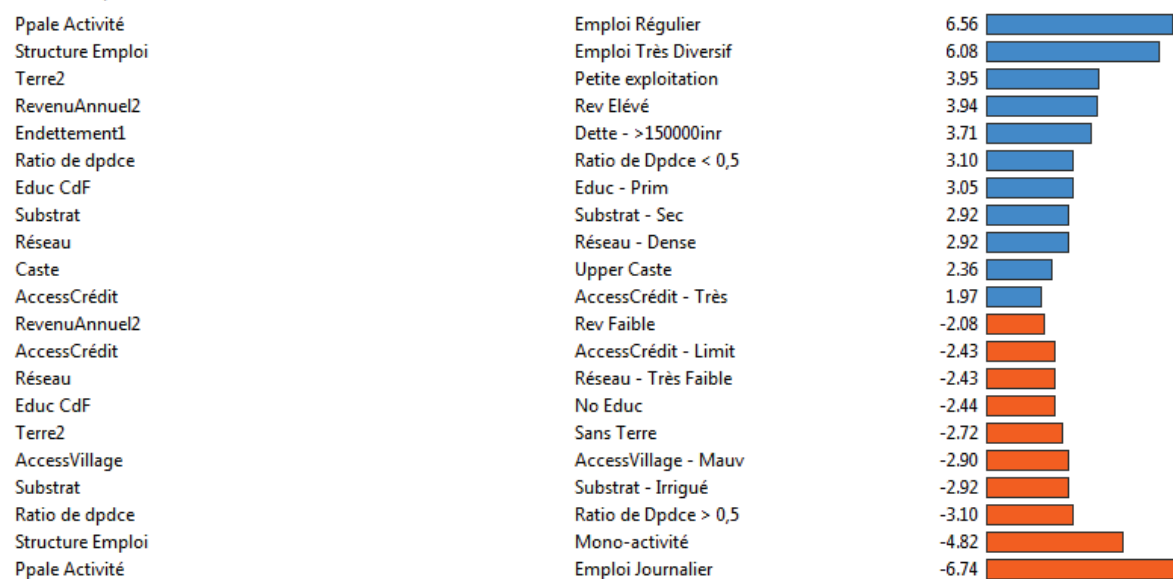 Ppale Activité Emploi Régulier 6.56
Structure Emploi Emploi Très Diversif 6.08
Terre2 Petite exploitation 3.95
RevenuAnnuel2 Rev Elévé 3.94
Endettement1 Dette - >150000inr 3.71
Ratio de dpdce Ratio de Dpdce < 0,5 3.10
Educ CdF Educ - Prim 3.05
Substrat Substrat - Sec 2.92
Réseau Réseau - Dense 2.92
Caste Upper Caste 2.36
AccessCrédit AccessCrédit - Très 1.97
RevenuAnnuel2 Rev Faible -2.08
AccessCrédit AccessCrédit - Limit -2.43
Réseau Réseau - Très Faible -2.43
Educ CdF No Educ -2.44
Terre2 Sans Terre -2.72
AccessVillage AccessVillage - Mauv -2.90
Substrat Substrat - Irrigué -2.92
Ratio de dpdce Ratio de Dpdce > 0,5 -3.10
Structure Emploi Mono-activité -4.82
Ppale Activité Emploi Journalier -6.74